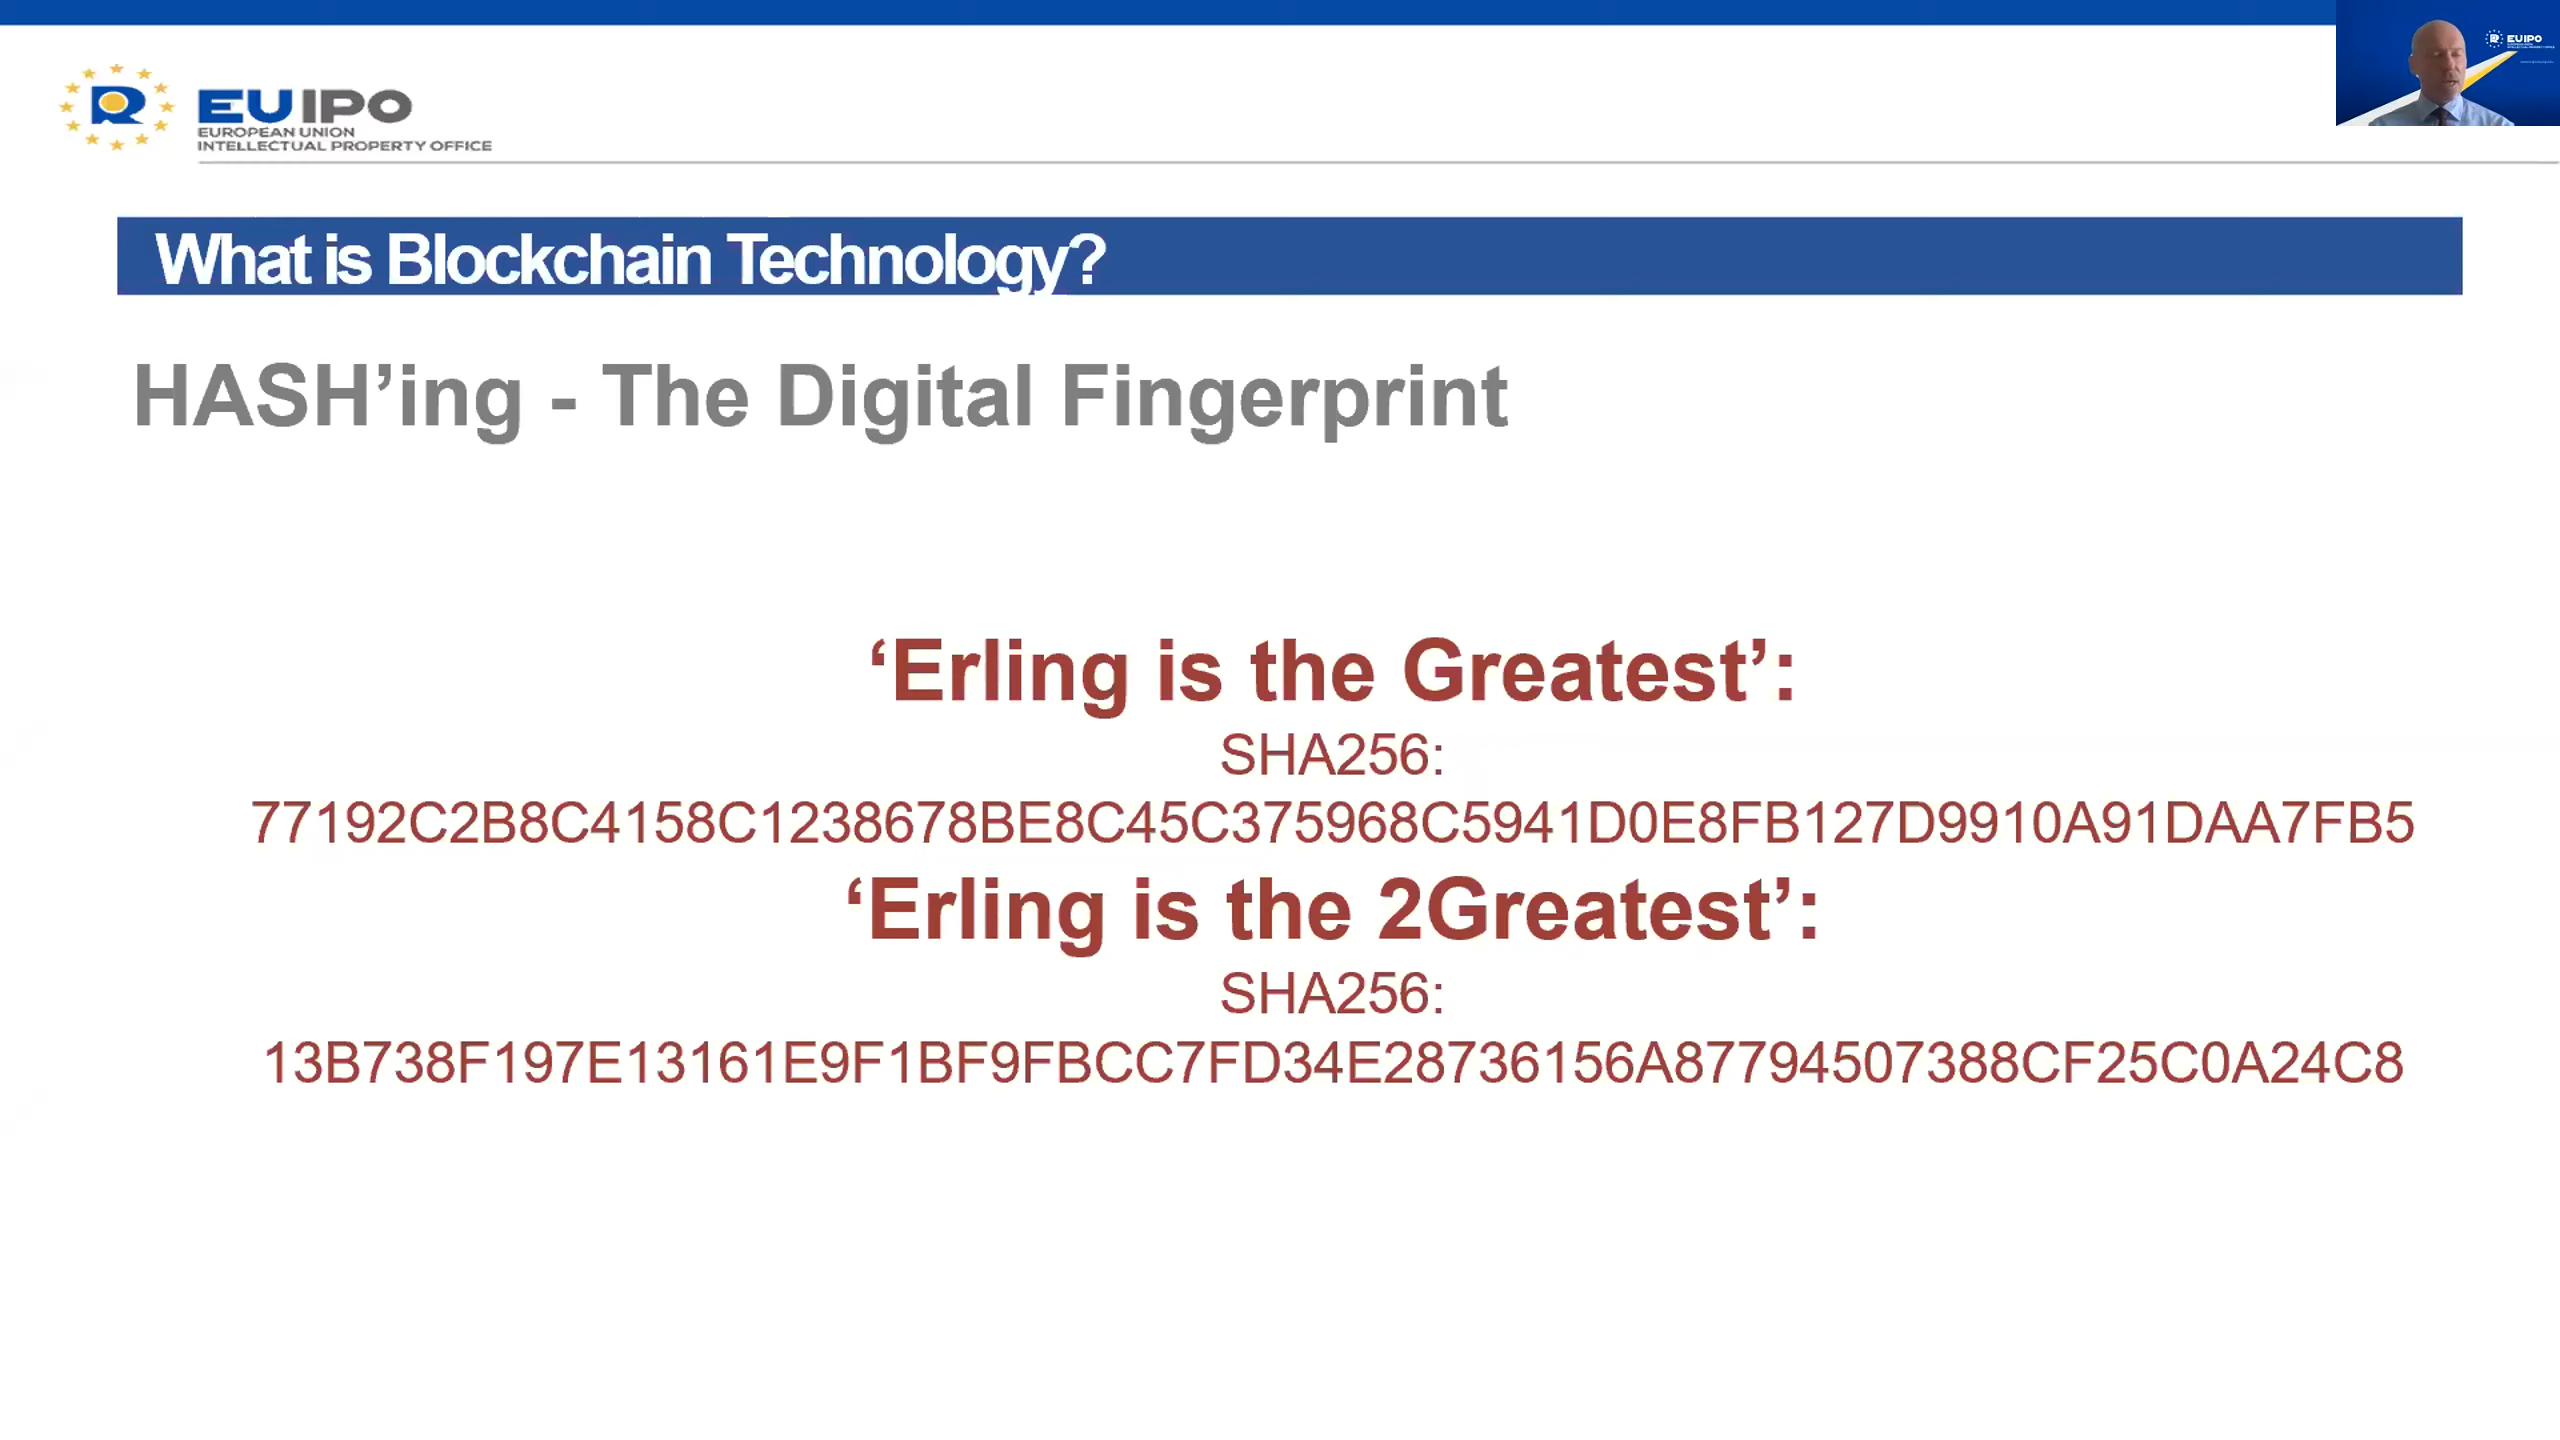 EUIPO
EUROPEAN UNION
INTELLECTUAL PROPERTY OFFICE
EUIPO
What is Blockchain Technology?
HASH’ing - The Digital Fingerprint
‘Erling is the Greatest’:
SHA256:
77192C2B8C4158C1238678BE8C45C375968C5941D0E8FB127D9910A91DAA7FB5
‘Erling is the 2Greatest’:
SHA256:
13B738F197E13161E9F1BF9FBCC7FD34E28736156A87794507388CF25C0A24C8